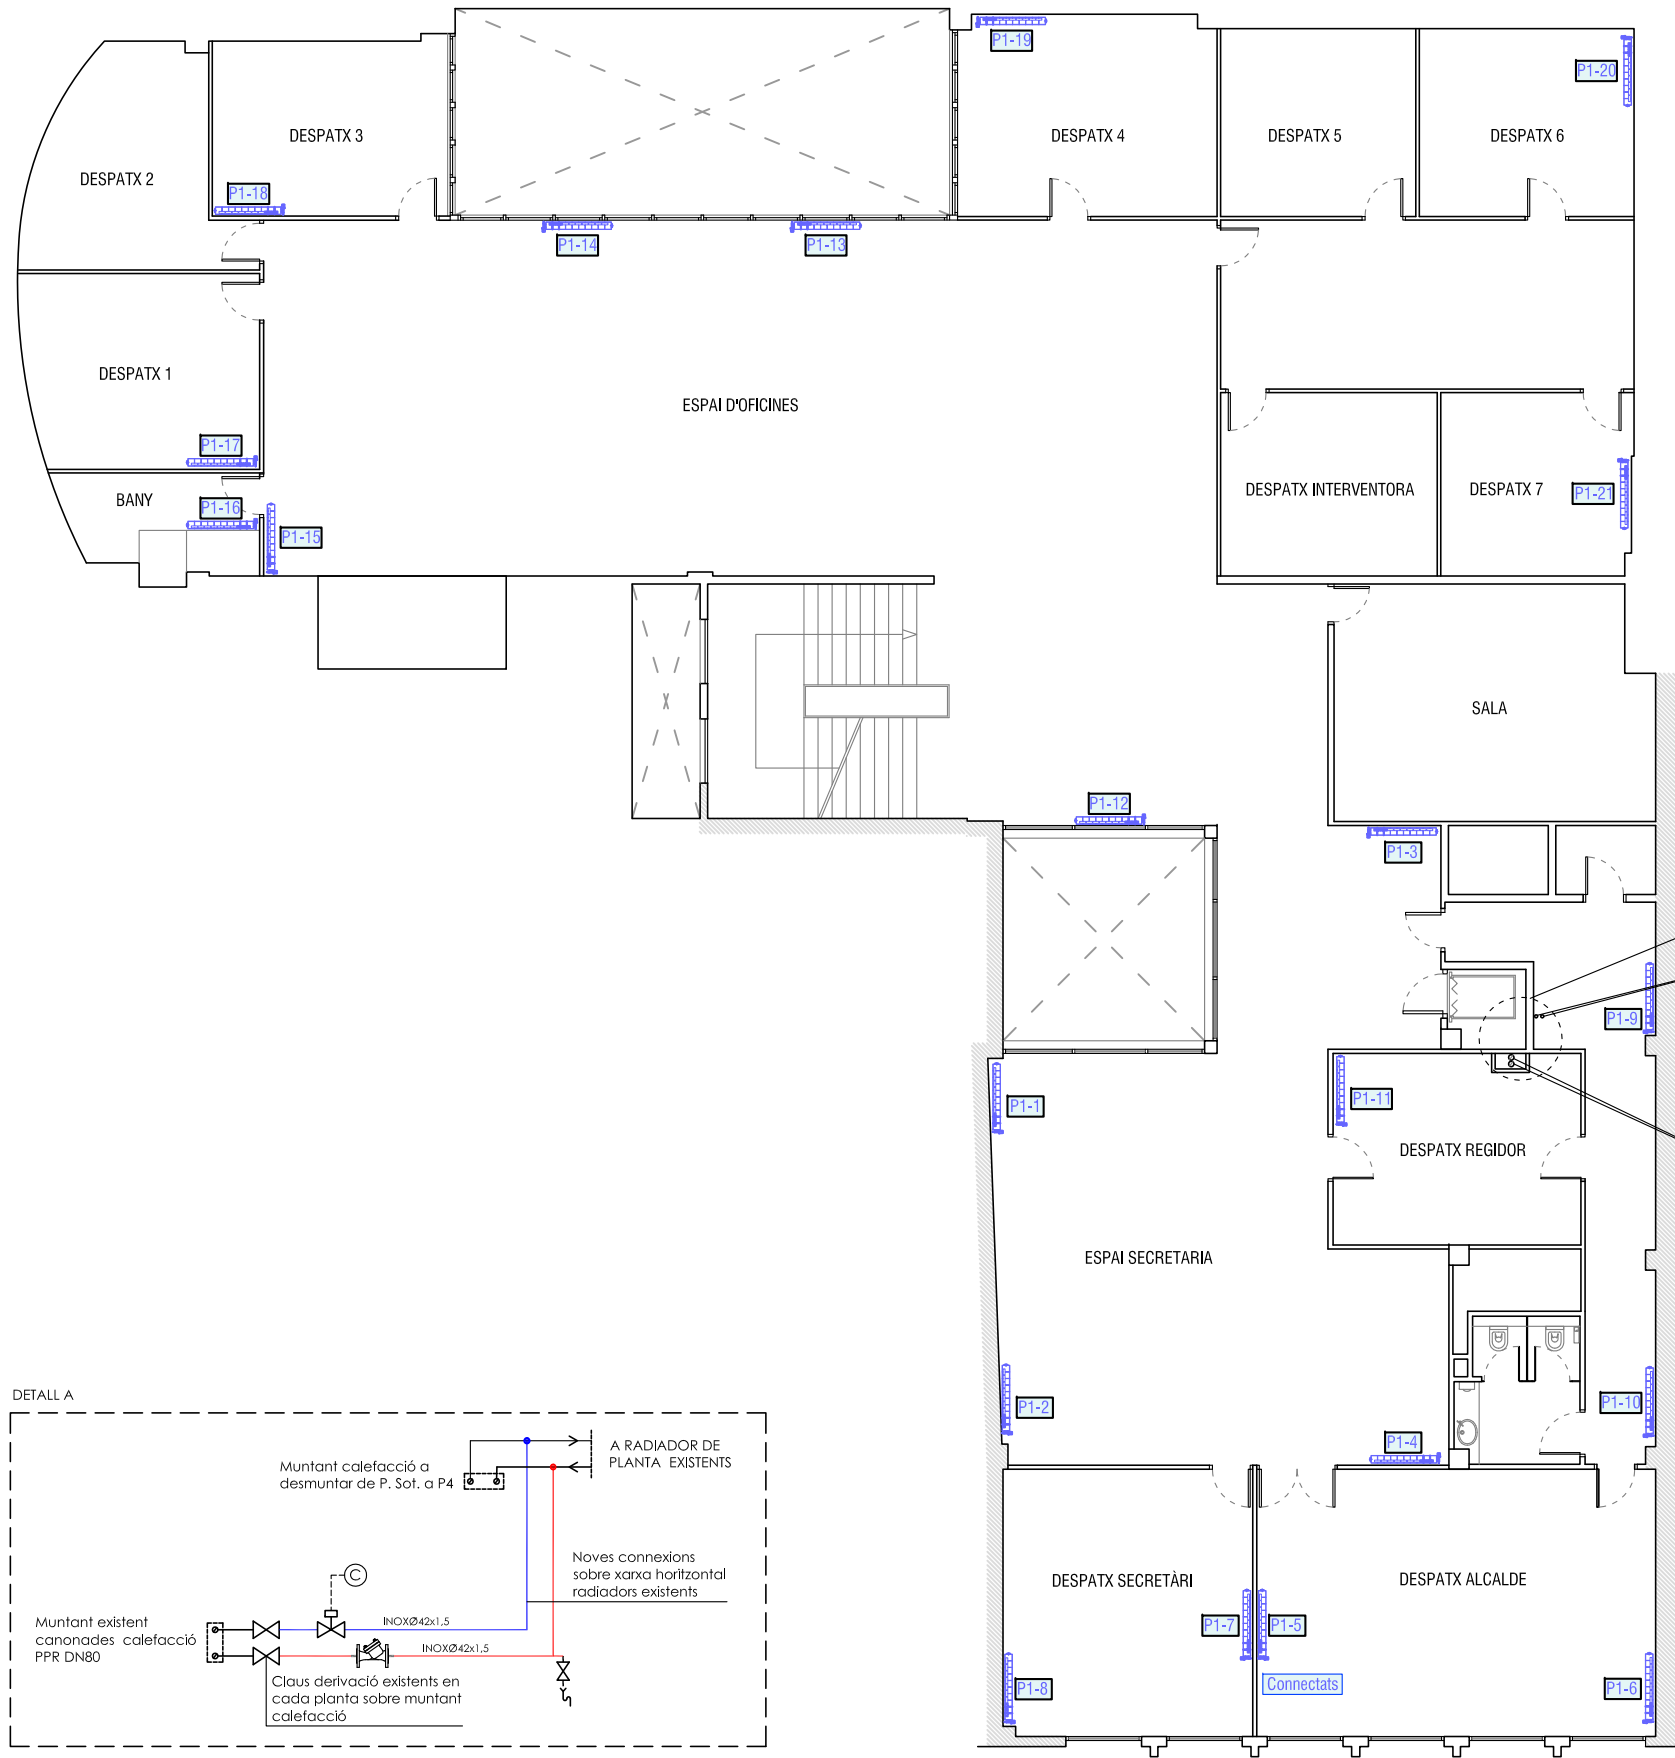 P1-19
P1-20
DESPATX 3
DESPATX 4
DESPATX 5
DESPATX 6
DESPATX 2
P1-18
P1-14
P1-13
DESPATX 1
ESPAI D'OFICINES
P1-17
BANY
P1-16
P1-15
DESPATX INTERVENTORA
DESPATX 7
P1-21
SALA
P1-12
P1-3
P1-9
P1-1
P1-11
DESPATX REGIDOR
ESPAI SECRETARIA
P1-2
P1-10
P1-4
DESPATX SECRETÀRI
DESPATX ALCALDE
P1-7
P1-5
P1-8
Connectats
P1-6
DETALL A
Muntant calefacció a
desmuntar de P. Sot. a P4
A RADIADOR DE
PLANTA EXISTENTS
Noves connexions
sobre xarxa horitzontal
radiadors existents
C
INOXØ42x1,5
Muntant existent
canonades calefacció
PPR DN80
INOXØ42x1,5
Claus derivació existents en
cada planta sobre muntant
calefacció